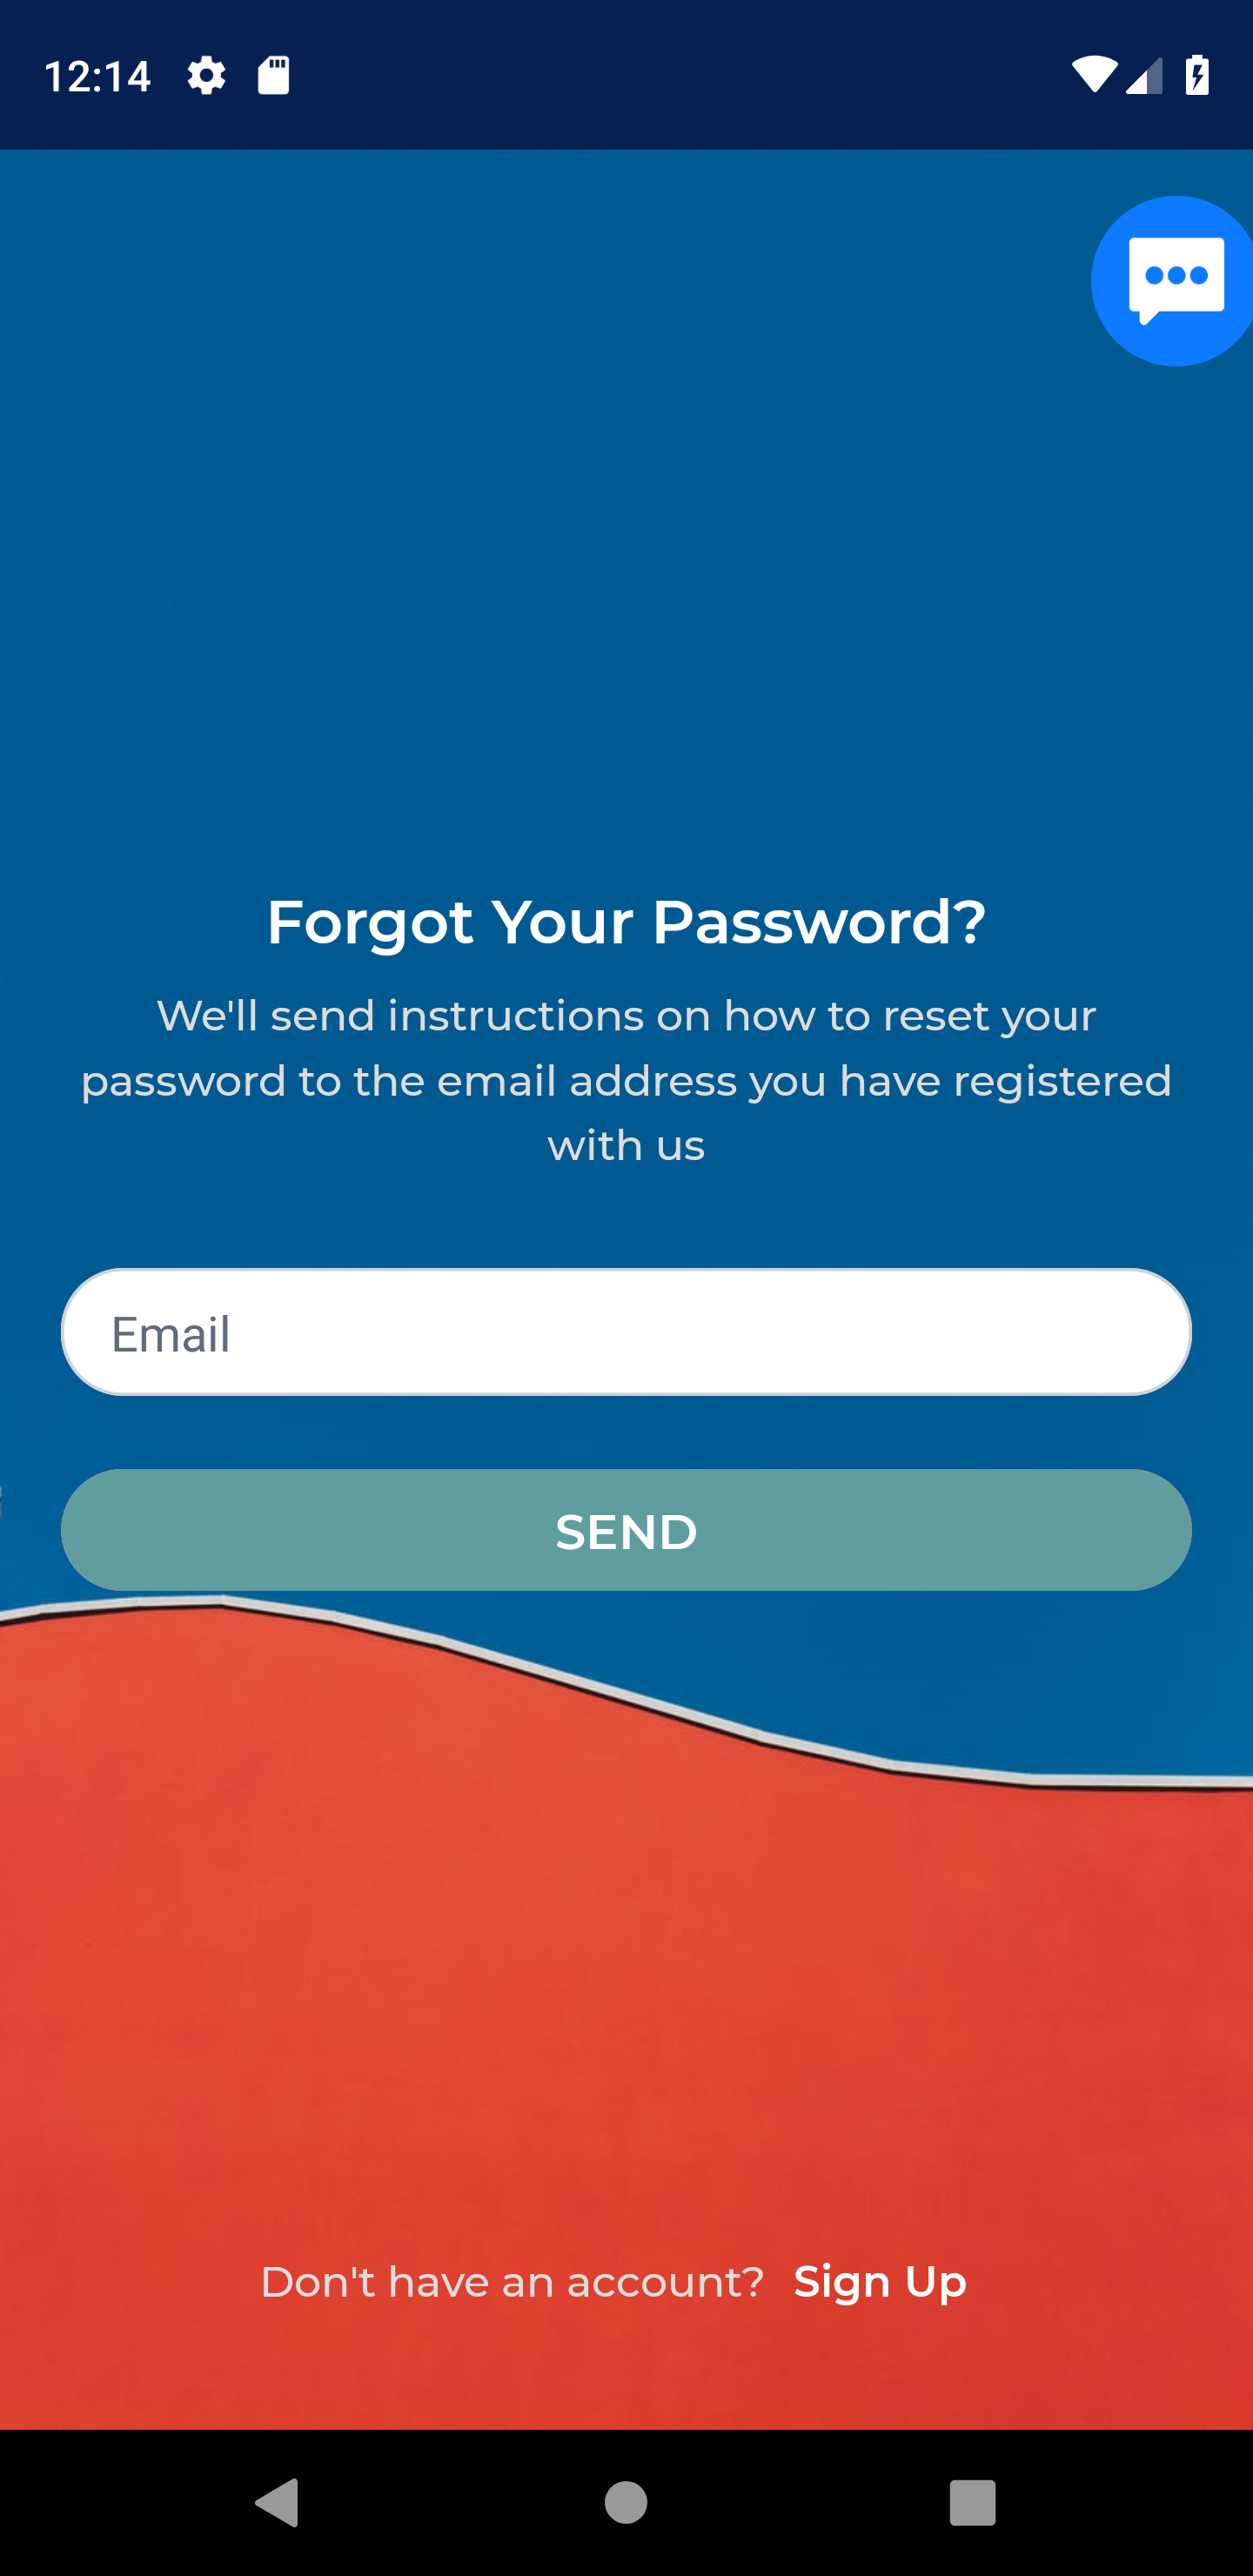 12:14
Forgot Your Password?
We'll send instructions on how to reset your
password to the email address you have registered
with us
Email
SEND
Don't have an account? Sign Up